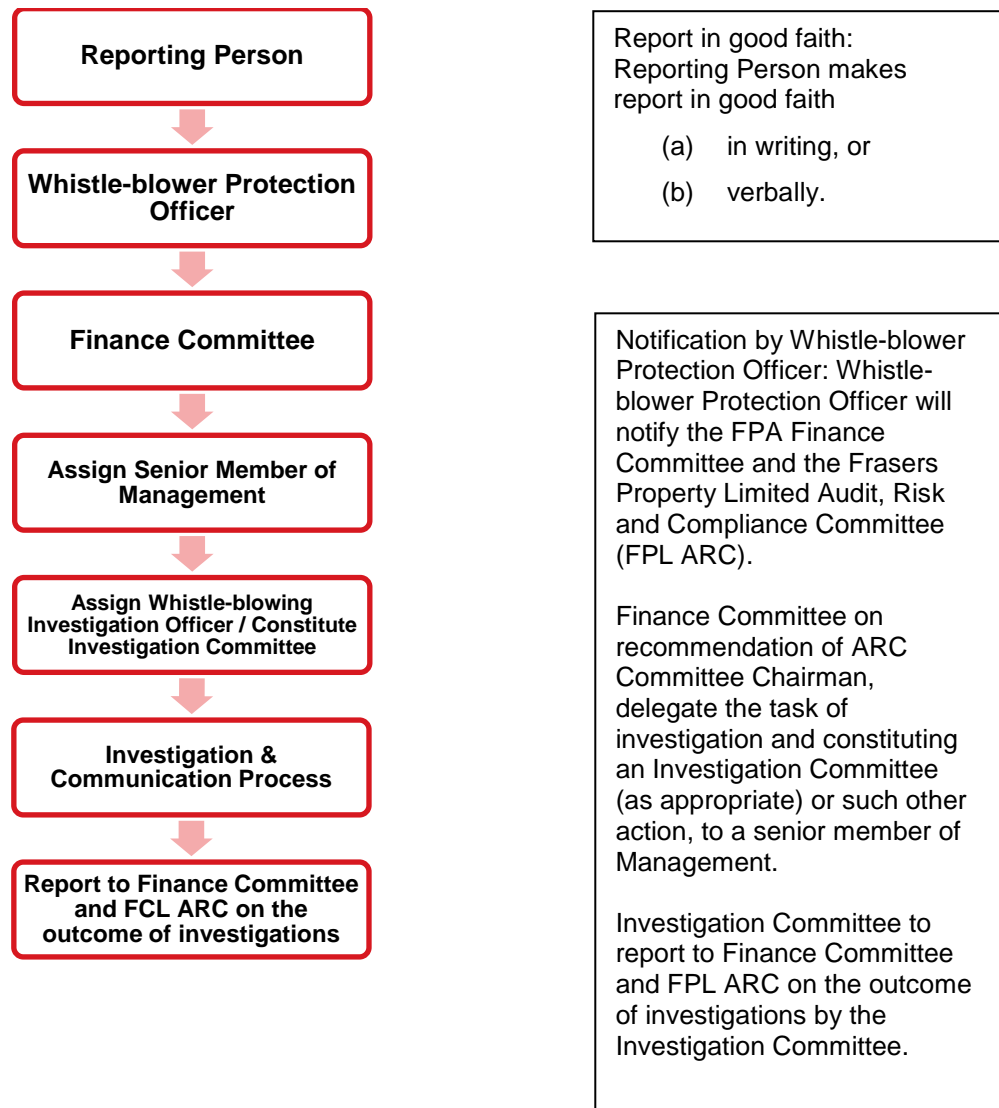 Reporting Person
Whistle-blower Protection
Officer
Finance Committee
Assign Senior Member of
Management
Assign Whistle-blowing
Investigation Officer / Constitute
Investigation Committee
Investigation &
Communication Process
Report to Finance Committee
and FCL ARC on the
outcome of investigations
Report in good faith:
Reporting Person makes
report in good faith
(a) in writing, or
(b) verbally.
Notification by Whistle-blower
Protection Officer: Whistle-
blower Protection Officer will
notify the FPA Finance
Committee and the Frasers
Property Limited Audit, Risk
and Compliance Committee
(FPL ARC).
Finance Committee on
recommendation of ARC
Committee Chairman,
delegate the task of
investigation and constituting
an Investigation Committee
(as appropriate) or such other
action, to a senior member of
Management.
Investigation Committee to
report to Finance Committee
and FPL ARC on the outcome
of investigations by the
Investigation Committee.